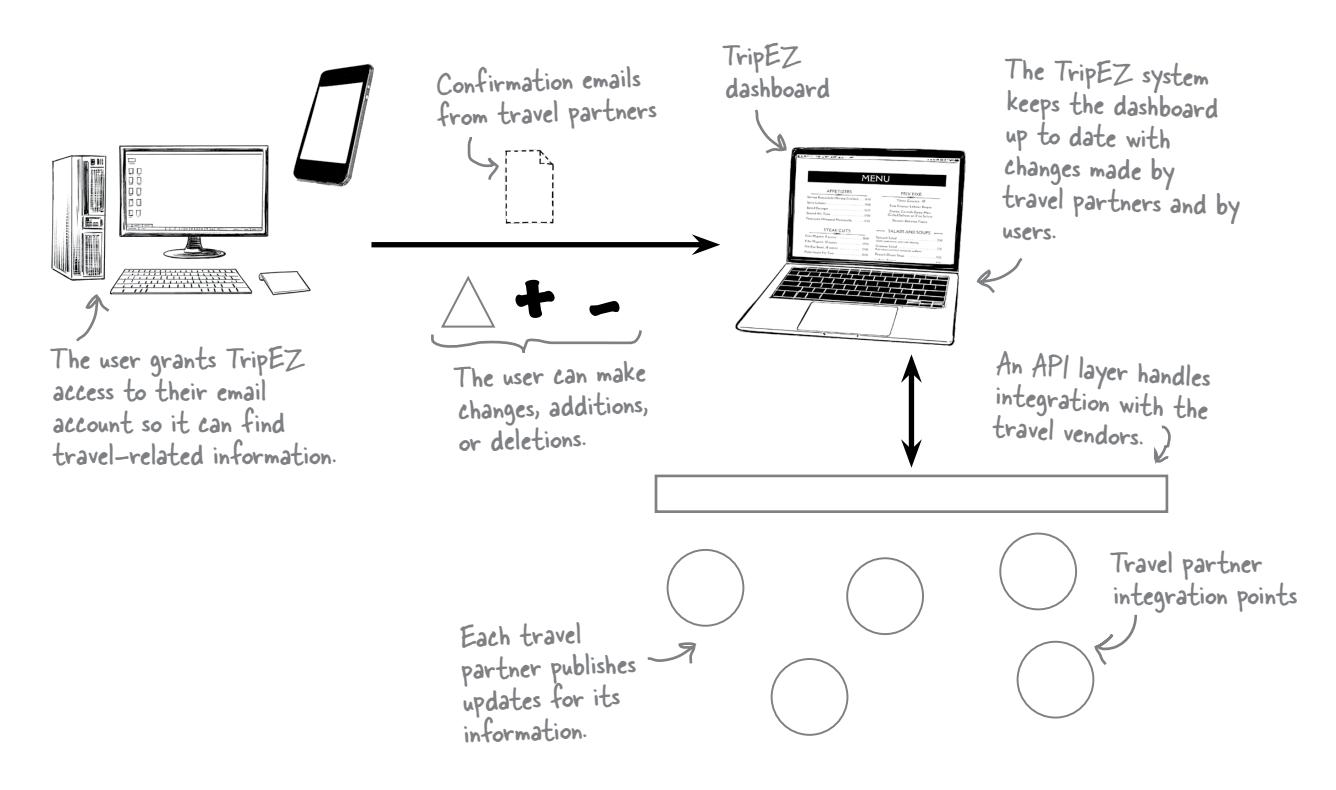 Confirmation emails
from travel partners
TripEZ
dashboard
The TripEZ system
keeps the dashboard
up to date with
changes made by
travel partners and by
users.
MENU
APPETIZERS
PRIX FIXE
STEAK CUTS
SALADS AND SOUPS
The user grants TripEZ
access to their email
account so it can find
travel–related information.
The user can make
changes, additions,
or deletions.
An API layer handles
integration with the
travel vendors.
Travel partner
integration points
Each travel
partner publishes
updates for its
information.